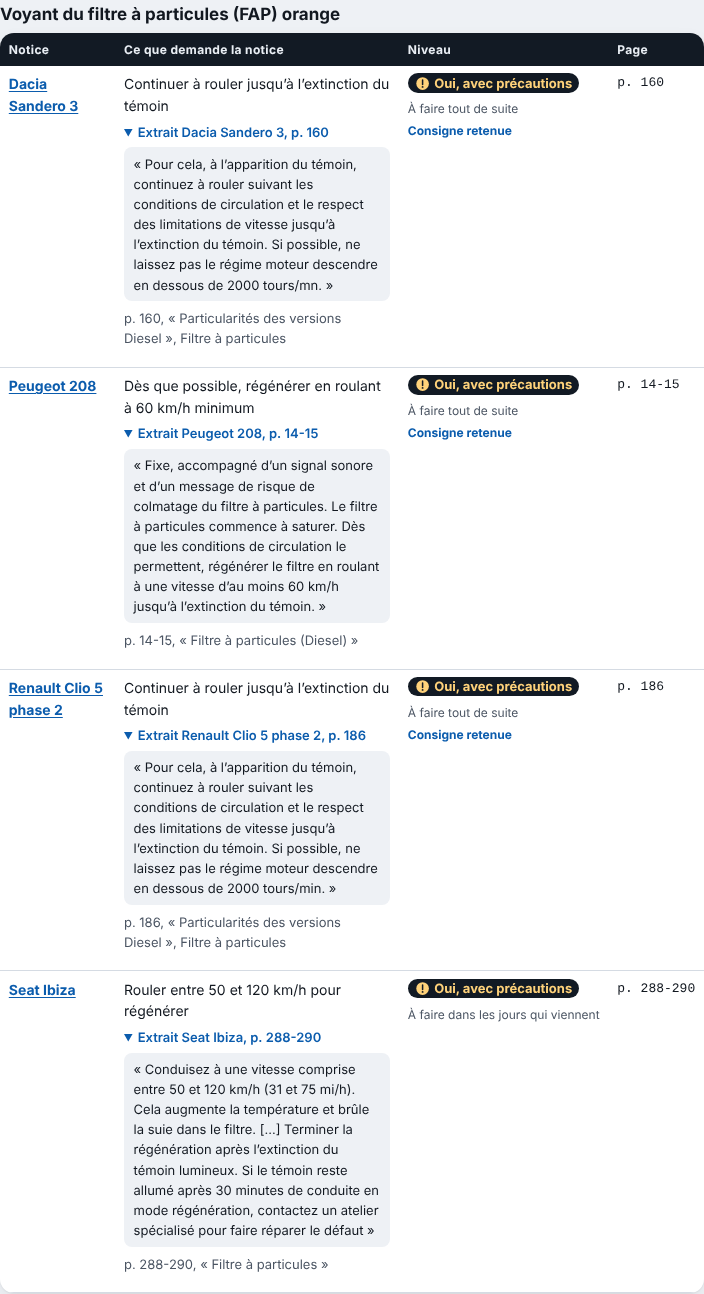 Voyant du filtre à particules (FAP) orange
Notice Ce que demande la notice Niveau Page
Dacia
Sandero 3
Continuer à rouler jusqu’à l’extinction du
témoin
▼ Extrait Dacia Sandero 3, p. 160
« Pour cela, à l’apparition du témoin,
continuez à rouler suivant les
conditions de circulation et le respect
des limitations de vitesse jusqu’à
l’extinction du témoin. Si possible, ne
laissez pas le régime moteur descendre
en dessous de 2000 tours/mn. »
p. 160, « Particularités des versions
Diesel », Filtre à particules
! Oui, avec précautions
À faire tout de suite
Consigne retenue
p. 160
Peugeot 208
Dès que possible, régénérer en roulant
à 60 km/h minimum
▼ Extrait Peugeot 208, p. 14-15
« Fixe, accompagné d’un signal sonore
et d’un message de risque de
colmatage du filtre à particules. Le filtre
à particules commence à saturer. Dès
que les conditions de circulation le
permettent, régénérer le filtre en roulant
à une vitesse d’au moins 60 km/h
jusqu’à l’extinction du témoin. »
p. 14-15, « Filtre à particules (Diesel) »
! Oui, avec précautions
À faire tout de suite
Consigne retenue
p. 14-15
Renault Clio 5
phase 2
Continuer à rouler jusqu’à l’extinction du
témoin
▼ Extrait Renault Clio 5 phase 2, p. 186
« Pour cela, à l’apparition du témoin,
continuez à rouler suivant les
conditions de circulation et le respect
des limitations de vitesse jusqu’à
l’extinction du témoin. Si possible, ne
laissez pas le régime moteur descendre
en dessous de 2000 tours/min. »
p. 186, « Particularités des versions
Diesel », Filtre à particules
! Oui, avec précautions
À faire tout de suite
Consigne retenue
p. 186
Seat Ibiza
Rouler entre 50 et 120 km/h pour
régénérer
▼ Extrait Seat Ibiza, p. 288-290
« Conduisez à une vitesse comprise
entre 50 et 120 km/h (31 et 75 mi/h).
Cela augmente la température et brûle
la suie dans le filtre. [...] Terminer la
régénération après l’extinction du
témoin lumineux. Si le témoin reste
allumé après 30 minutes de conduite en
mode régénération, contactez un atelier
spécialisé pour faire réparer le défaut »
p. 288-290, « Filtre à particules »
! Oui, avec précautions
À faire dans les jours qui viennent
p. 288-290